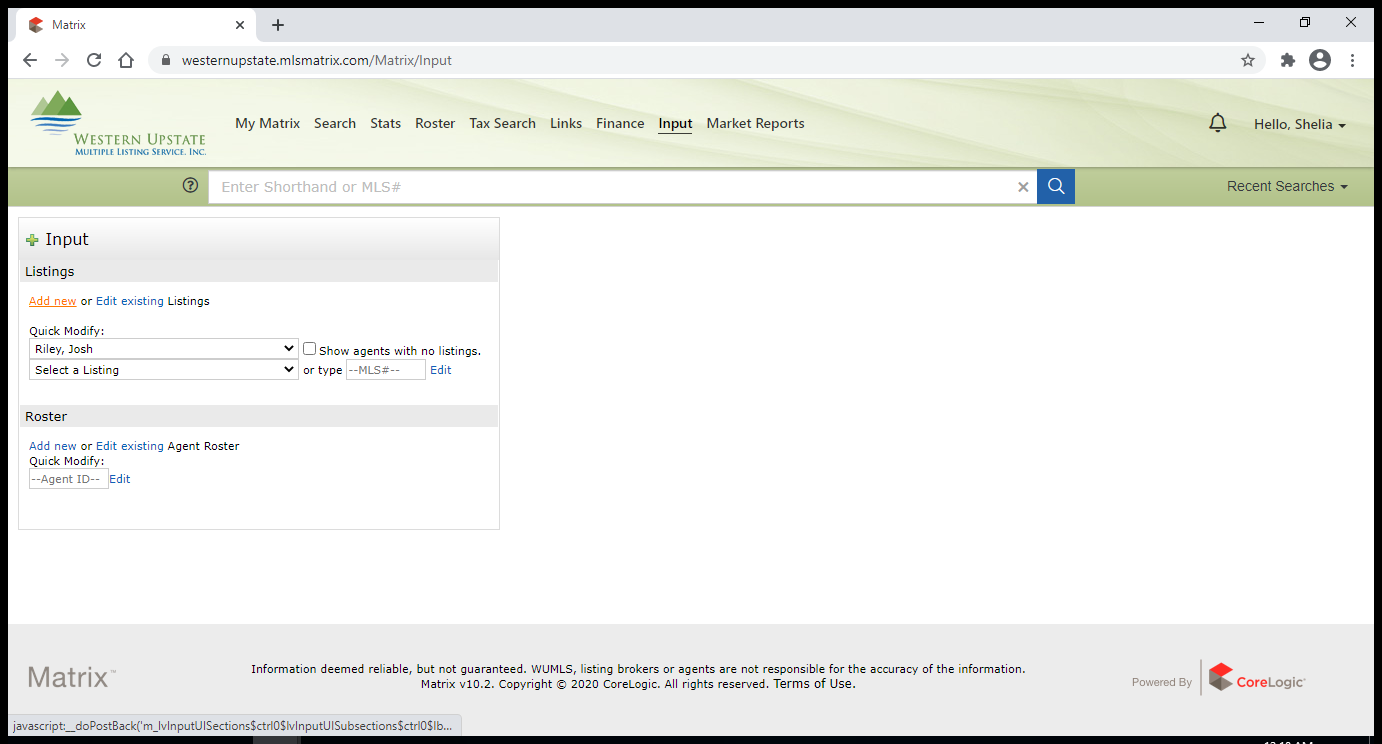 Matrix
westernupstate.mlsmatrix.com/Matrix/Input
WESTERN UPSTATE
MULTIPLE LISTING SERVICE, INC.
My Matrix Search Stats Roster Tax Search Links Finance Input Market Reports
Hello, Shelia
Enter Shorthand or MLS#
Recent Searches
Input
Listings
Add new or Edit existing Listings
Quick Modify:
Riley, Josh Show agents with no listings.
Select a Listing or type --MLS#-- Edit
Roster
Add new or Edit existing Agent Roster
Quick Modify:
--Agent ID-- Edit
Matrix™
Information deemed reliable, but not guaranteed. WUMLS, listing brokers or agents are not responsible for the accuracy of the information.
Matrix v10.2. Copyright © 2020 CoreLogic. All rights reserved. Terms of Use.
Powered By CoreLogic
javascript:__doPostBack('m_lvInputUISections$ctrl0$lvInputUISubsections$ctrl0$lb...